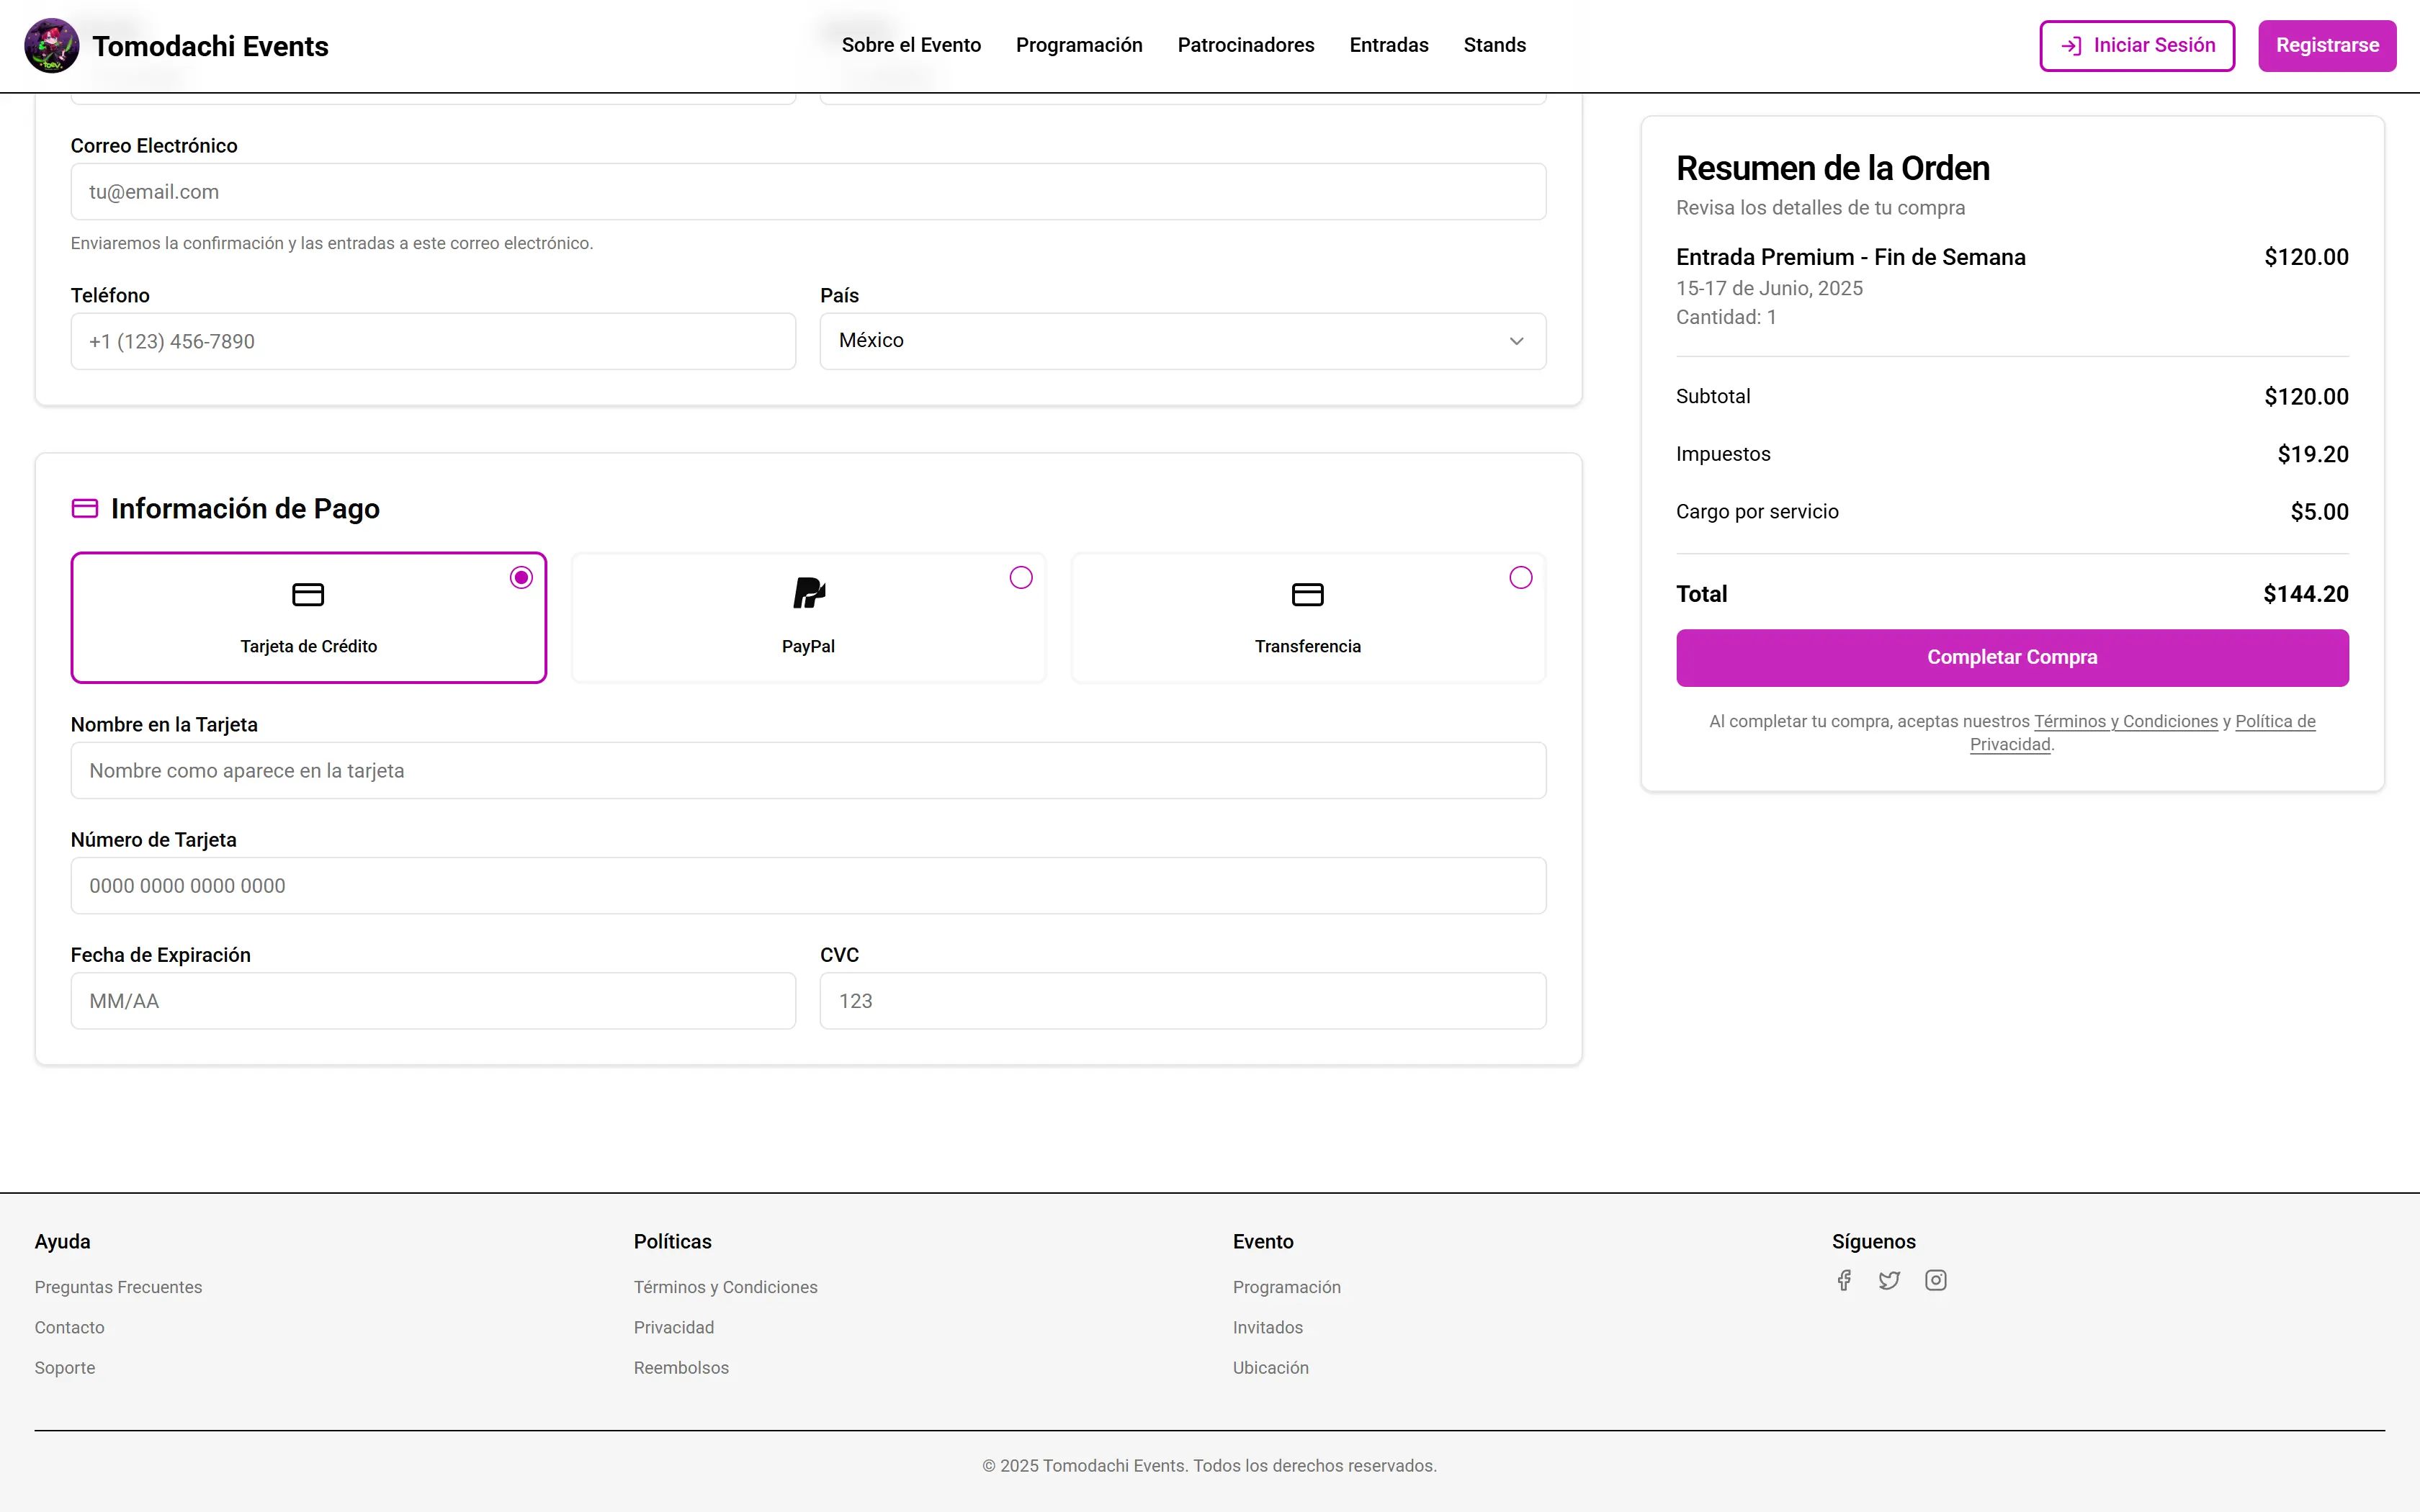 Tomodachi Events
Sobre el Evento
Programación
Patrocinadores
Entradas
Stands
Iniciar Sesión
Registrarse
Correo Electrónico
tu@email.com
Enviaremos la confirmación y las entradas a este correo electrónico.
Teléfono
País
+1 (123) 456-7890
México
Información de Pago
Tarjeta de Crédito
PayPal
Transferencia
Nombre en la Tarjeta
Nombre como aparece en la tarjeta
Número de Tarjeta
0000 0000 0000 0000
Fecha de Expiración
CVC
MM/AA
123
Resumen de la Orden
Revisa los detalles de tu compra
Entrada Premium - Fin de Semana $120.00
15-17 de Junio, 2025
Cantidad: 1
Subtotal $120.00
Impuestos $19.20
Cargo por servicio $5.00
Total $144.20
Completar Compra
Al completar tu compra, aceptas nuestros Términos y Condiciones y Política de
Privacidad.
Ayuda
Preguntas Frecuentes
Contacto
Soporte
Políticas
Términos y Condiciones
Privacidad
Reembolsos
Evento
Programación
Invitados
Ubicación
Síguenos
© 2025 Tomodachi Events. Todos los derechos reservados.